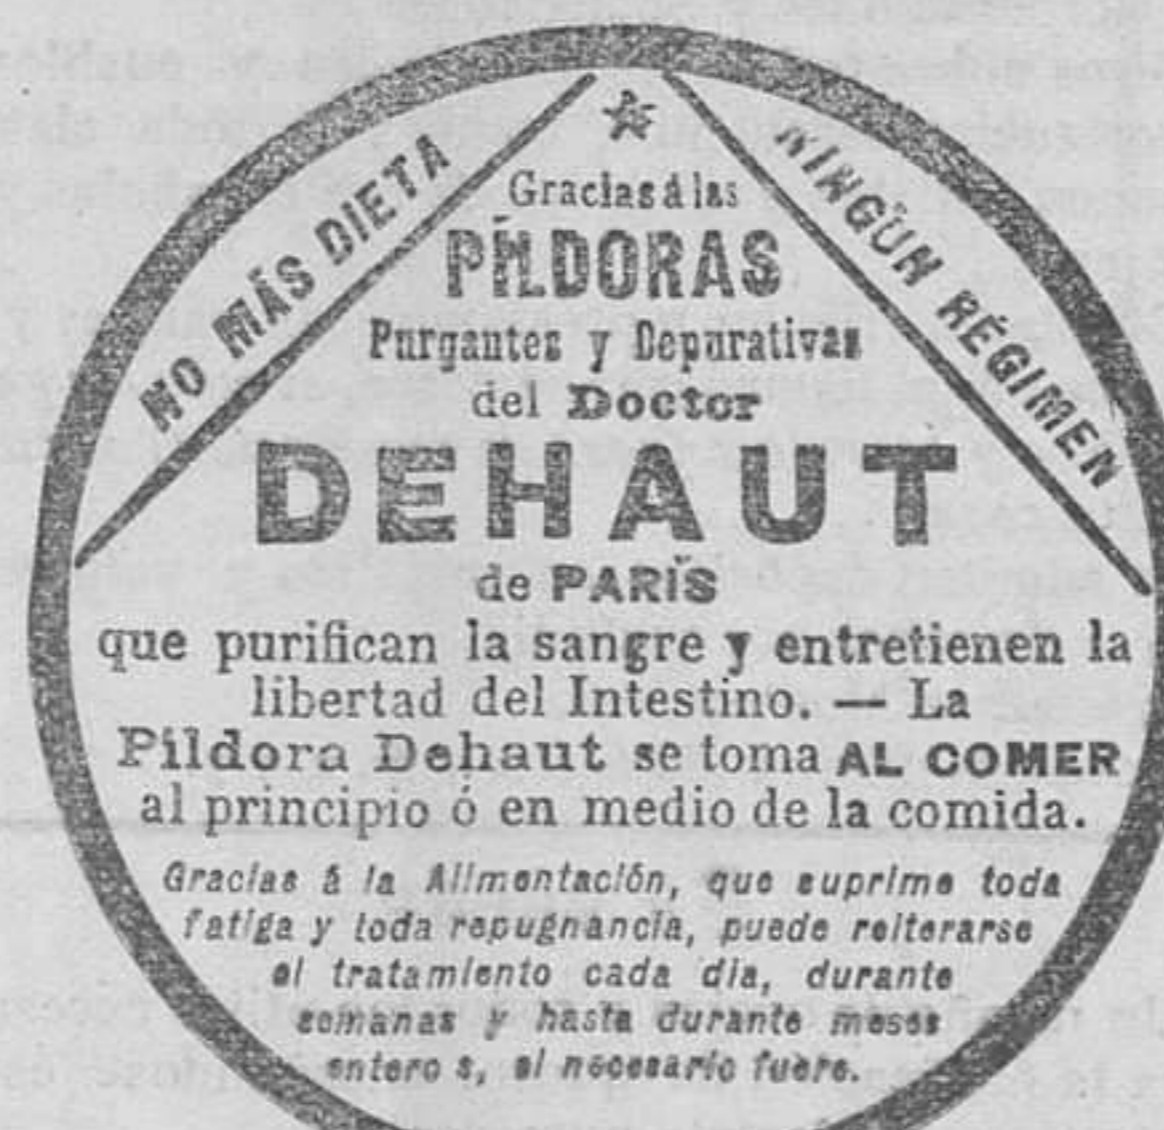 NO MÁS DIETA
NINGÚN RÉGIMEN
Gracias á las
PÍLDORAS
Purgantes y Depurativas
del Doctor
DEHAUT
de PARÍS
que purifican la sangre y entretienen la
libertad del Intestino. — La
Píldora Dehaut se toma AL COMER
al principio ó en medio de la comida.
Gracias á la Alimentación, que suprime toda
fatiga y toda repugnancia, puede reiterarse
el tratamiento cada dia, durante
semanas y hasta durante meses
enteros, si necesario fuere.